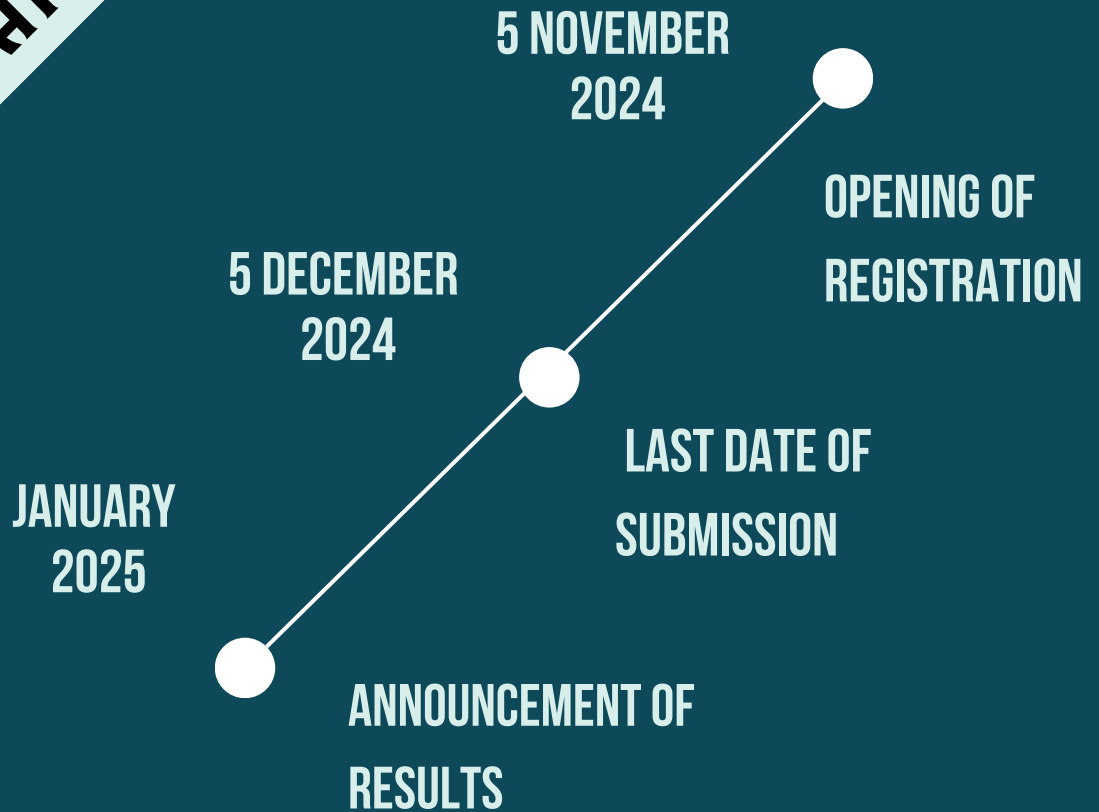 5 NOVEMBER
2024
OPENING OF
REGISTRATION
5 DECEMBER
2024
LAST DATE OF
SUBMISSION
JANUARY
2025
ANNOUNCEMENT OF
RESULTS